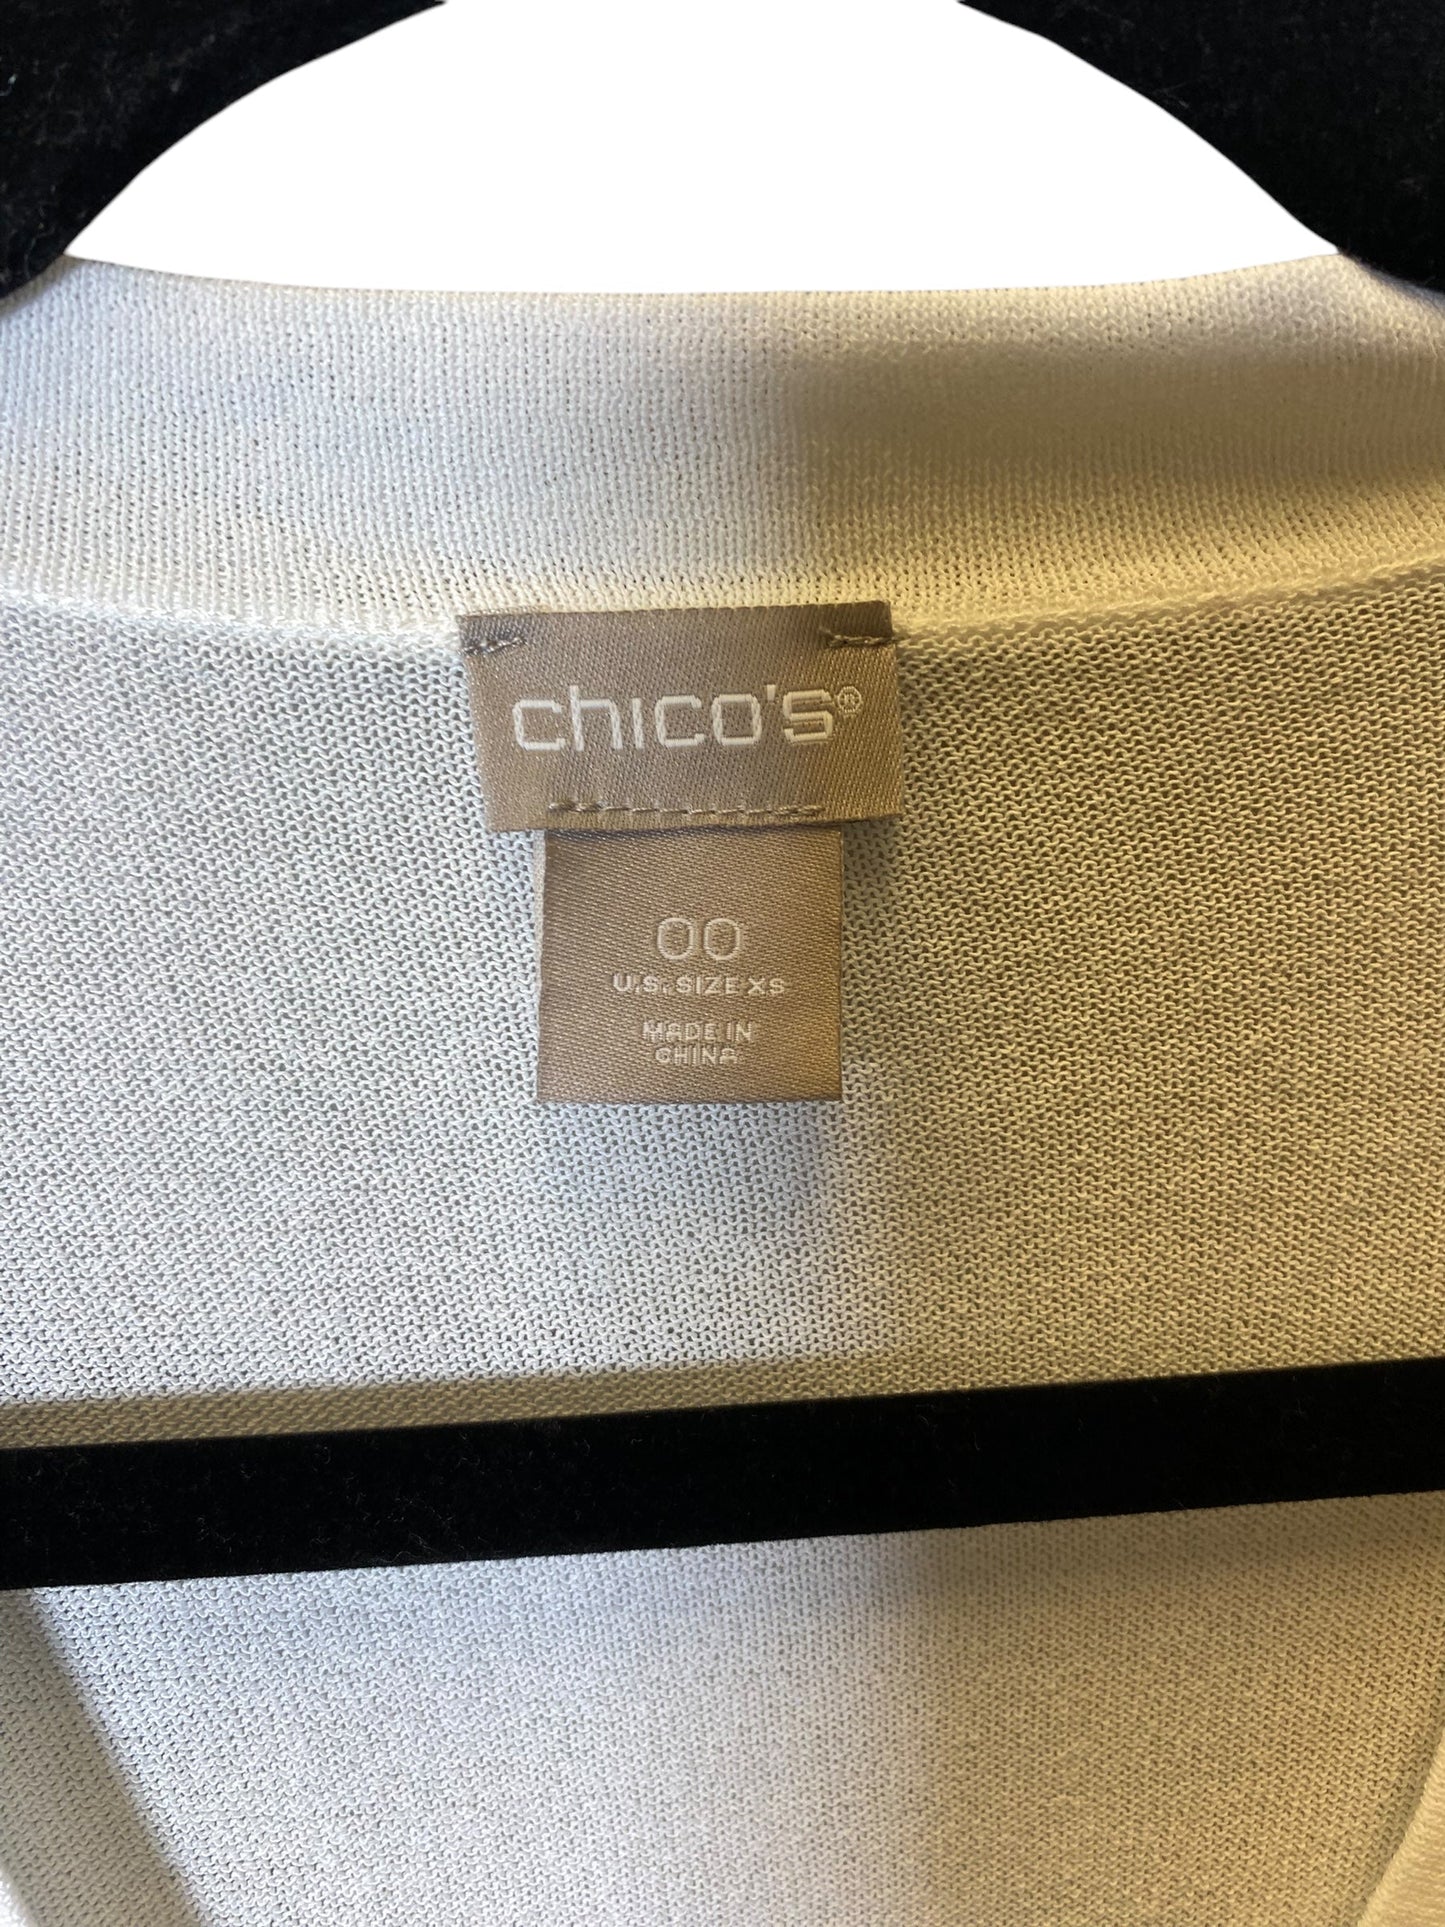 chico's®
00
U.S. SIZE XS
MADE IN
CHINA